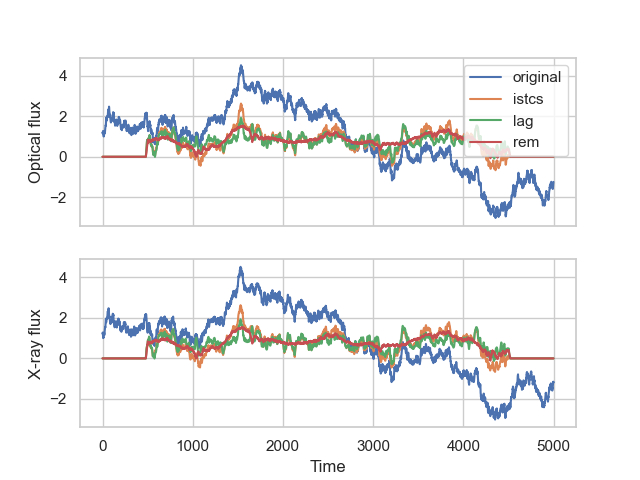 Optical flux
4
2
0
−2
original
istcs
lag
rem
X-ray flux
4
2
0
−2
0
1000
2000
3000
4000
5000
Time